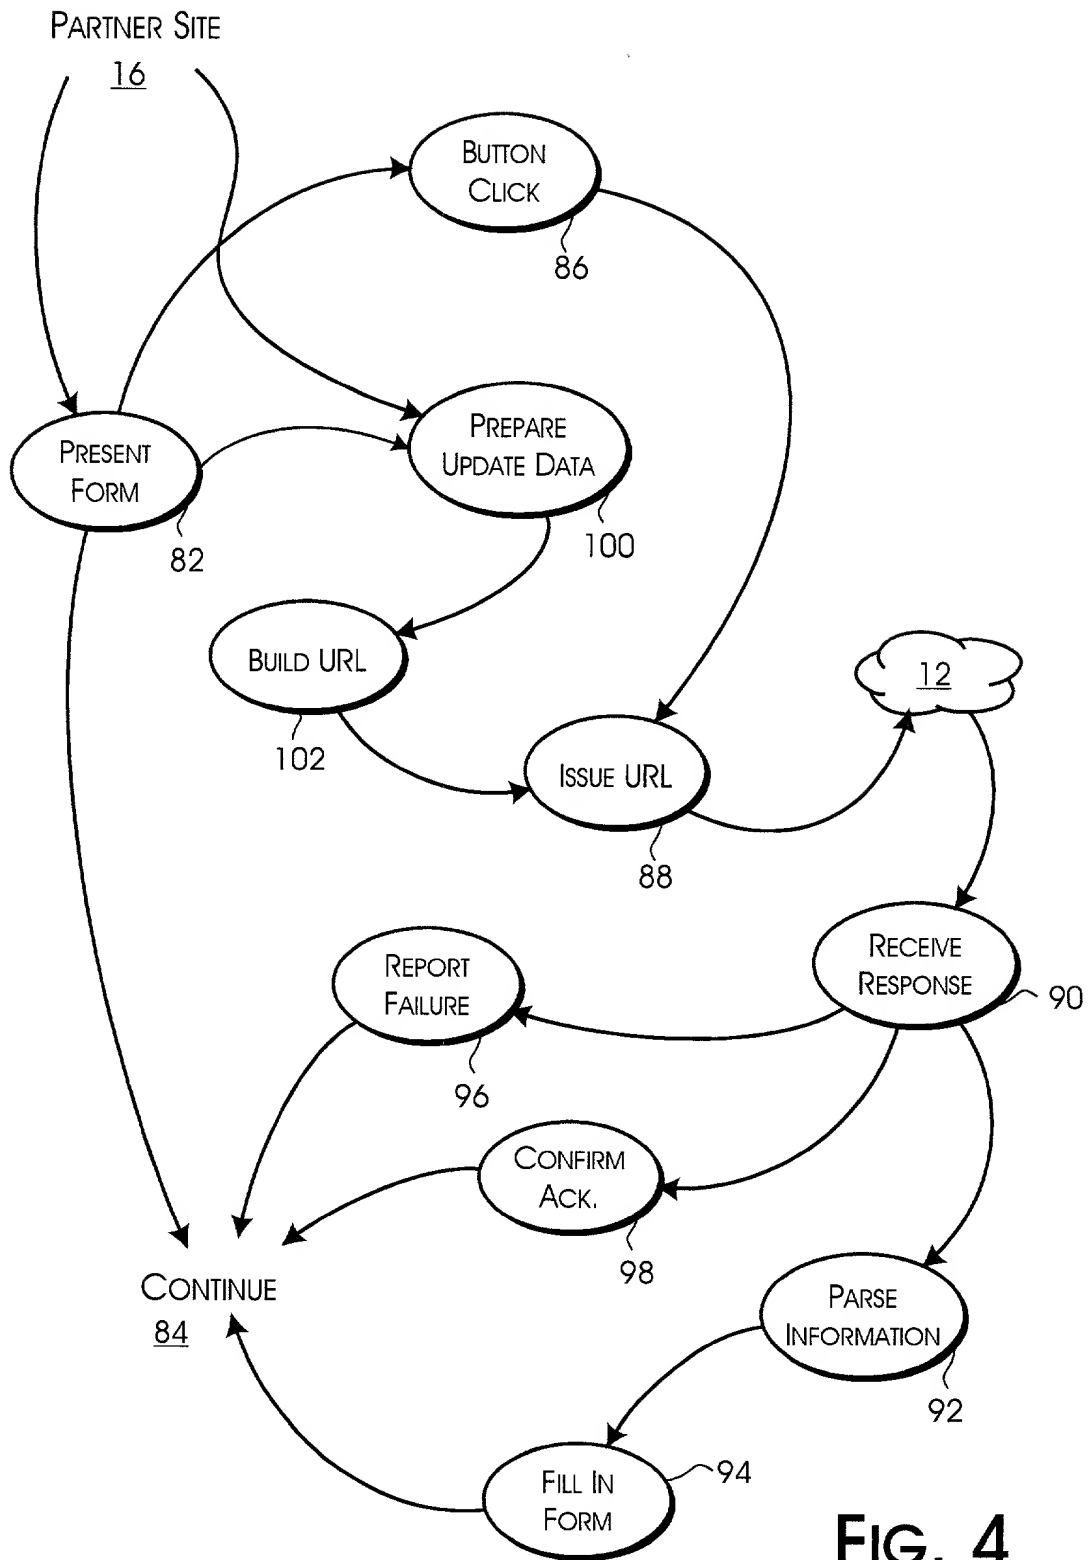 PARTNER SITE
16
BUTTON
CLICK
86
PREPARE
UPDATE DATA
100
PRESENT
FORM
82
BUILD URL
102
12
ISSUE URL
88
RECEIVE
RESPONSE
90
REPORT
FAILURE
96
CONFIRM
ACK.
98
CONTINUE
84
PARSE
INFORMATION
92
FILL IN
FORM
94
FIG. 4